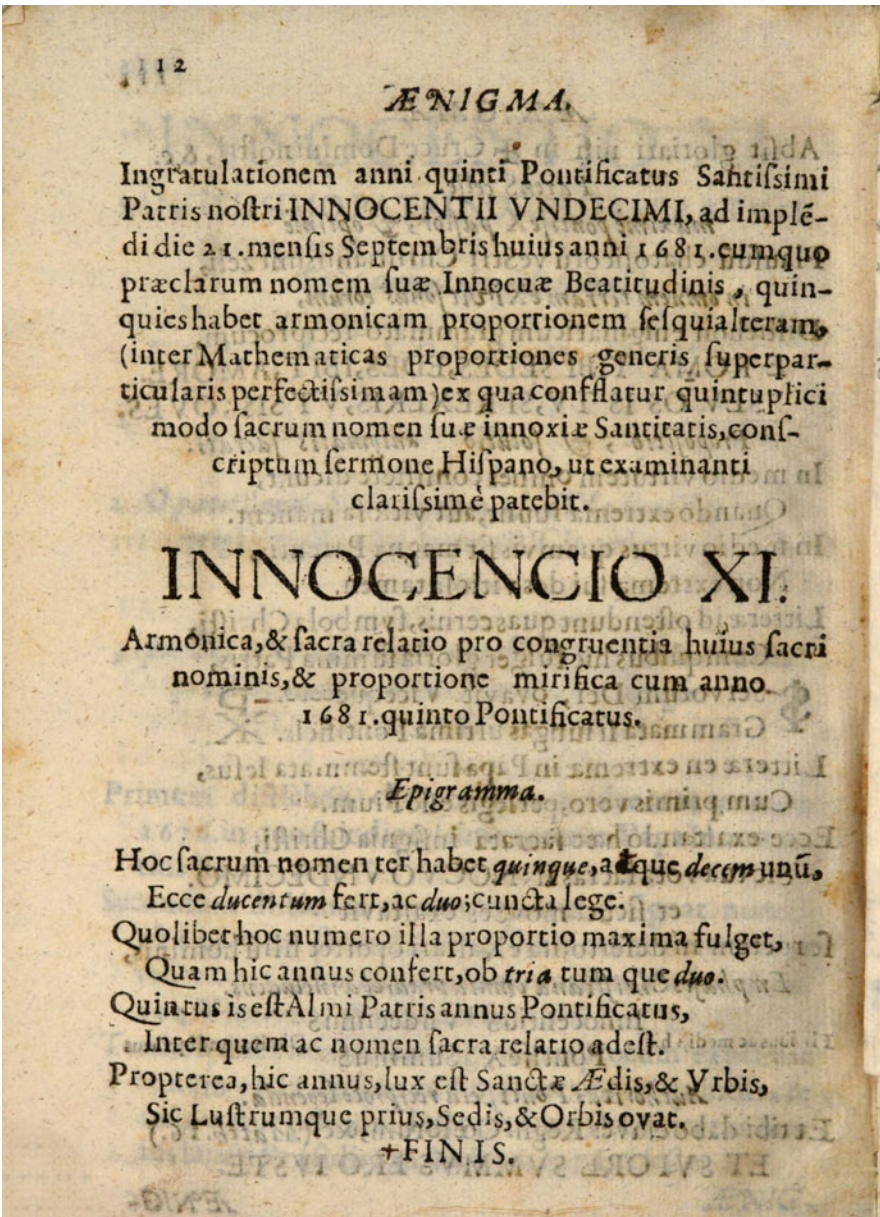 12
ÆNIGMA.
Ingratulationem anni quinti Pontificatus Santiſsimi
Patris noſtri INNOCENTII VNDECIMI, ad implẽ-
di die 21. menſis Septembris huius anni 1681. cumquo
præclarum nomem ſuæ Innocuæ Beatitudinis, quin-
quies habet armonicam proportionem ſeſquialteram,
(inter Mathematicas proportiones generis ſuperpar-
ticularis perfectiſsimam) ex qua confflatur quintuplici
modo ſacrum nomen ſuæ innoxiæ Santitatis, conſ-
criptum ſermone Hiſpano, ut examinanti
clariſsimè patebit.
INNOCENCIO XI.
Armonica, & ſacra relatio pro congruentia huius ſacri
nominis, & proportione mirifica cum anno
1681. quinto Pontificatus.
Epigramma.
Hoc ſacrum nomen ter habet quinque, atque decem unũ,
Ecce ducentum fert, ac duo; cuncta lege.
Quolibet hoc numero illa proportio maxima fulget,
Quam hic annus confert, ob tria tum que duo.
Quintus is eſt Almi Patris annus Pontificatus,
Inter quem ac nomen ſacra relatio adeſt.
Propterea, hic annus, lux eſt Sanctæ Ædis, & Vrbis,
Sic Luſtrumque prius, Sedis, & Orbis ovat.
+FINIS.